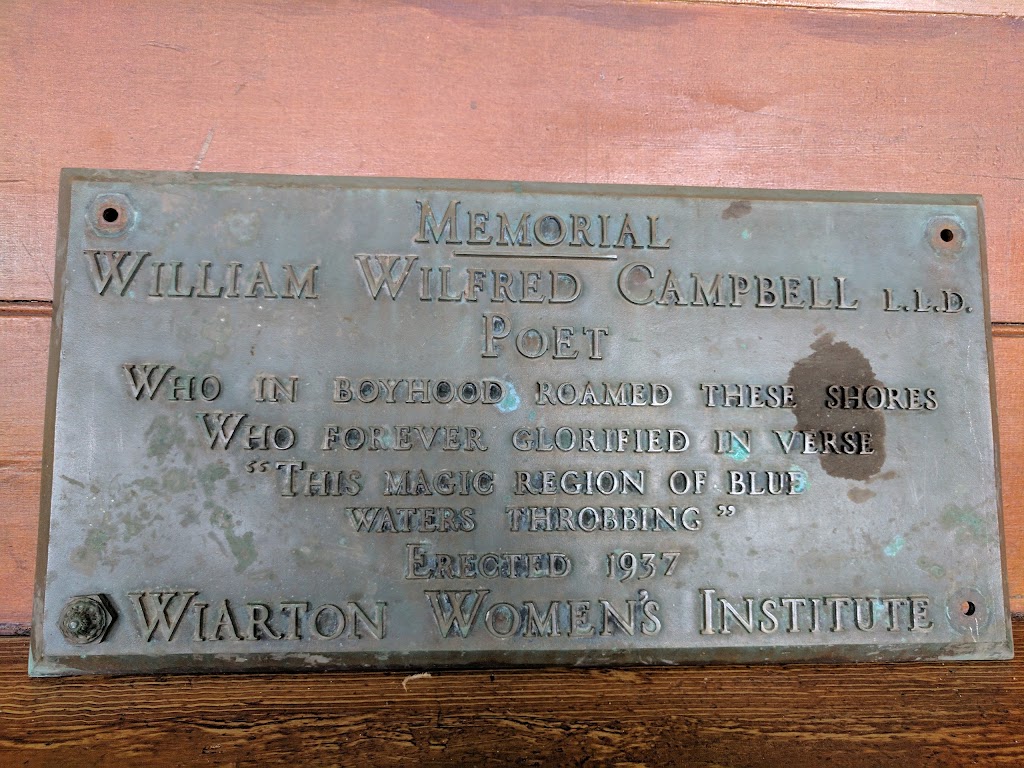 MEMORIAL
WILLIAM WILFRED CAMPBELL L.L.D.
POET
WHO IN BOYHOOD ROAMED THESE SHORES
WHO FOREVER GLORIFIED IN VERSE
“THIS MAGIC REGION OF BLUE
WATERS THROBBING”
ERECTED 1937
WIARTON WOMEN'S INSTITUTE